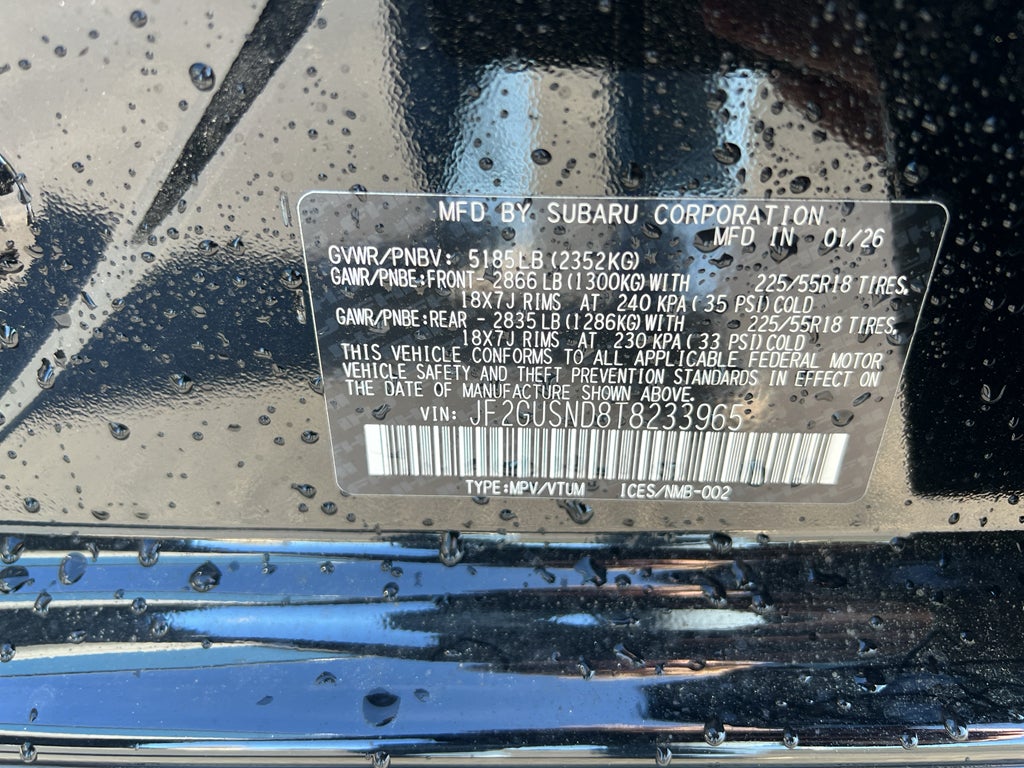 MFD BY SUBARU CORPORATION
MFD IN 01/26
GVWR/PNBV: 5185LB (2352KG)
GAWR/PNBE:FRONT- 2866 LB (1300KG) WITH 225/55R18 TIRES,
18X7J RIMS AT 240 KPA (35 PSI) COLD
GAWR/PNBE:REAR - 2835 LB (1286KG) WITH 225/55R18 TIRES,
18X7J RIMS AT 230 KPA (33 PSI) COLD
THIS VEHICLE CONFORMS TO ALL APPLICABLE FEDERAL MOTOR
VEHICLE SAFETY AND THEFT PREVENTION STANDARDS IN EFFECT ON
THE DATE OF MANUFACTURE SHOWN ABOVE.
VIN: JF2GUSND8T8233965
TYPE:MPV/VTUM ICES/NMB-002